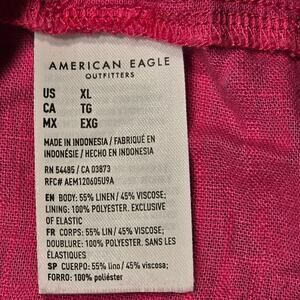 AMERICAN EAGLE
OUTFITTERS
US XL
CA TG
MX EXG
MADE IN INDONESIA / FABRIQUÉ EN
INDONÉSIE / HECHO EN INDONESIA
RN 54485 / CA 03873
RFC# AEM120605U9A
EN: BODY: 55% LINEN / 45% VISCOSE;
LINING: 100% POLYESTER. EXCLUSIVE
OF ELASTIC
FR: CORPS: 55% LIN / 45% VISCOSE;
DOUBLURE: 100% POLYESTER. SANS LES
ÉLASTIQUES
SP: CUERPO: 55% lino / 45% viscosa;
FORRO: 100% poliéster